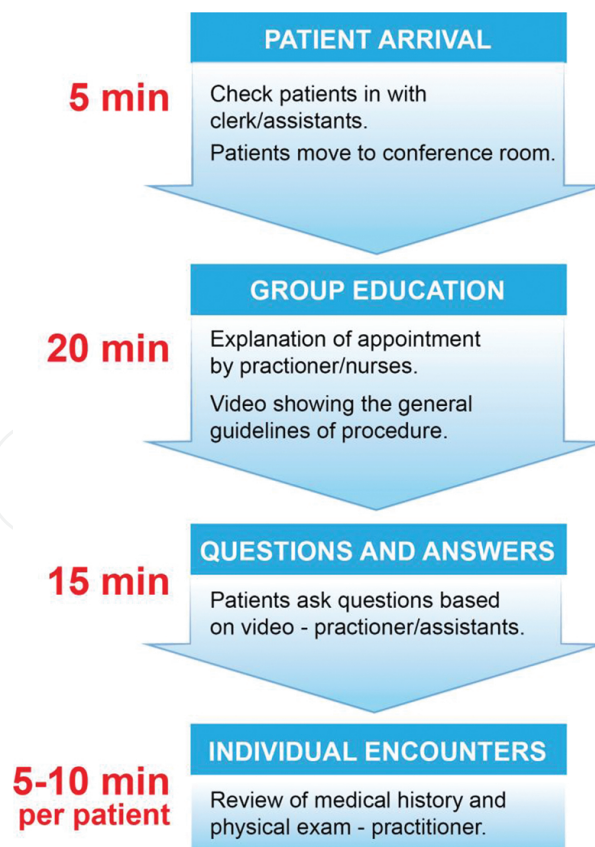 PATIENT ARRIVAL
5 min
Check patients in with
clerk/assistants.
Patients move to conference room.
GROUP EDUCATION
20 min
Explanation of appointment
by practioner/nurses.
Video showing the general
guidelines of procedure.
QUESTIONS AND ANSWERS
15 min
Patients ask questions based
on video - practioner/assistants.
INDIVIDUAL ENCOUNTERS
5-10 min
per patient
Review of medical history and
physical exam - practitioner.